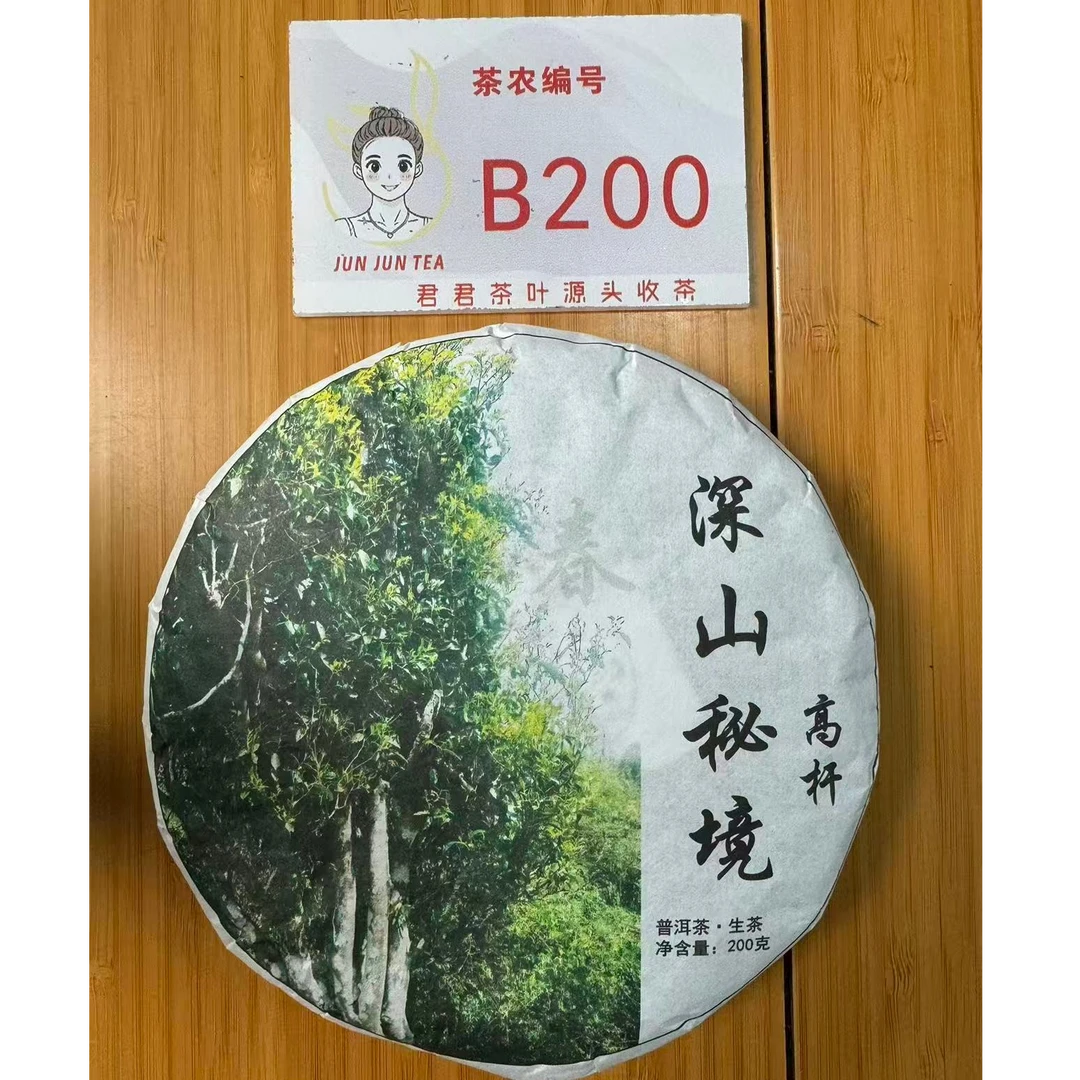 茶农编号
B200
JUN JUN TEA
君君茶叶源头收茶
春
深山秘境
高杆
普洱茶·生茶
净含量：200克